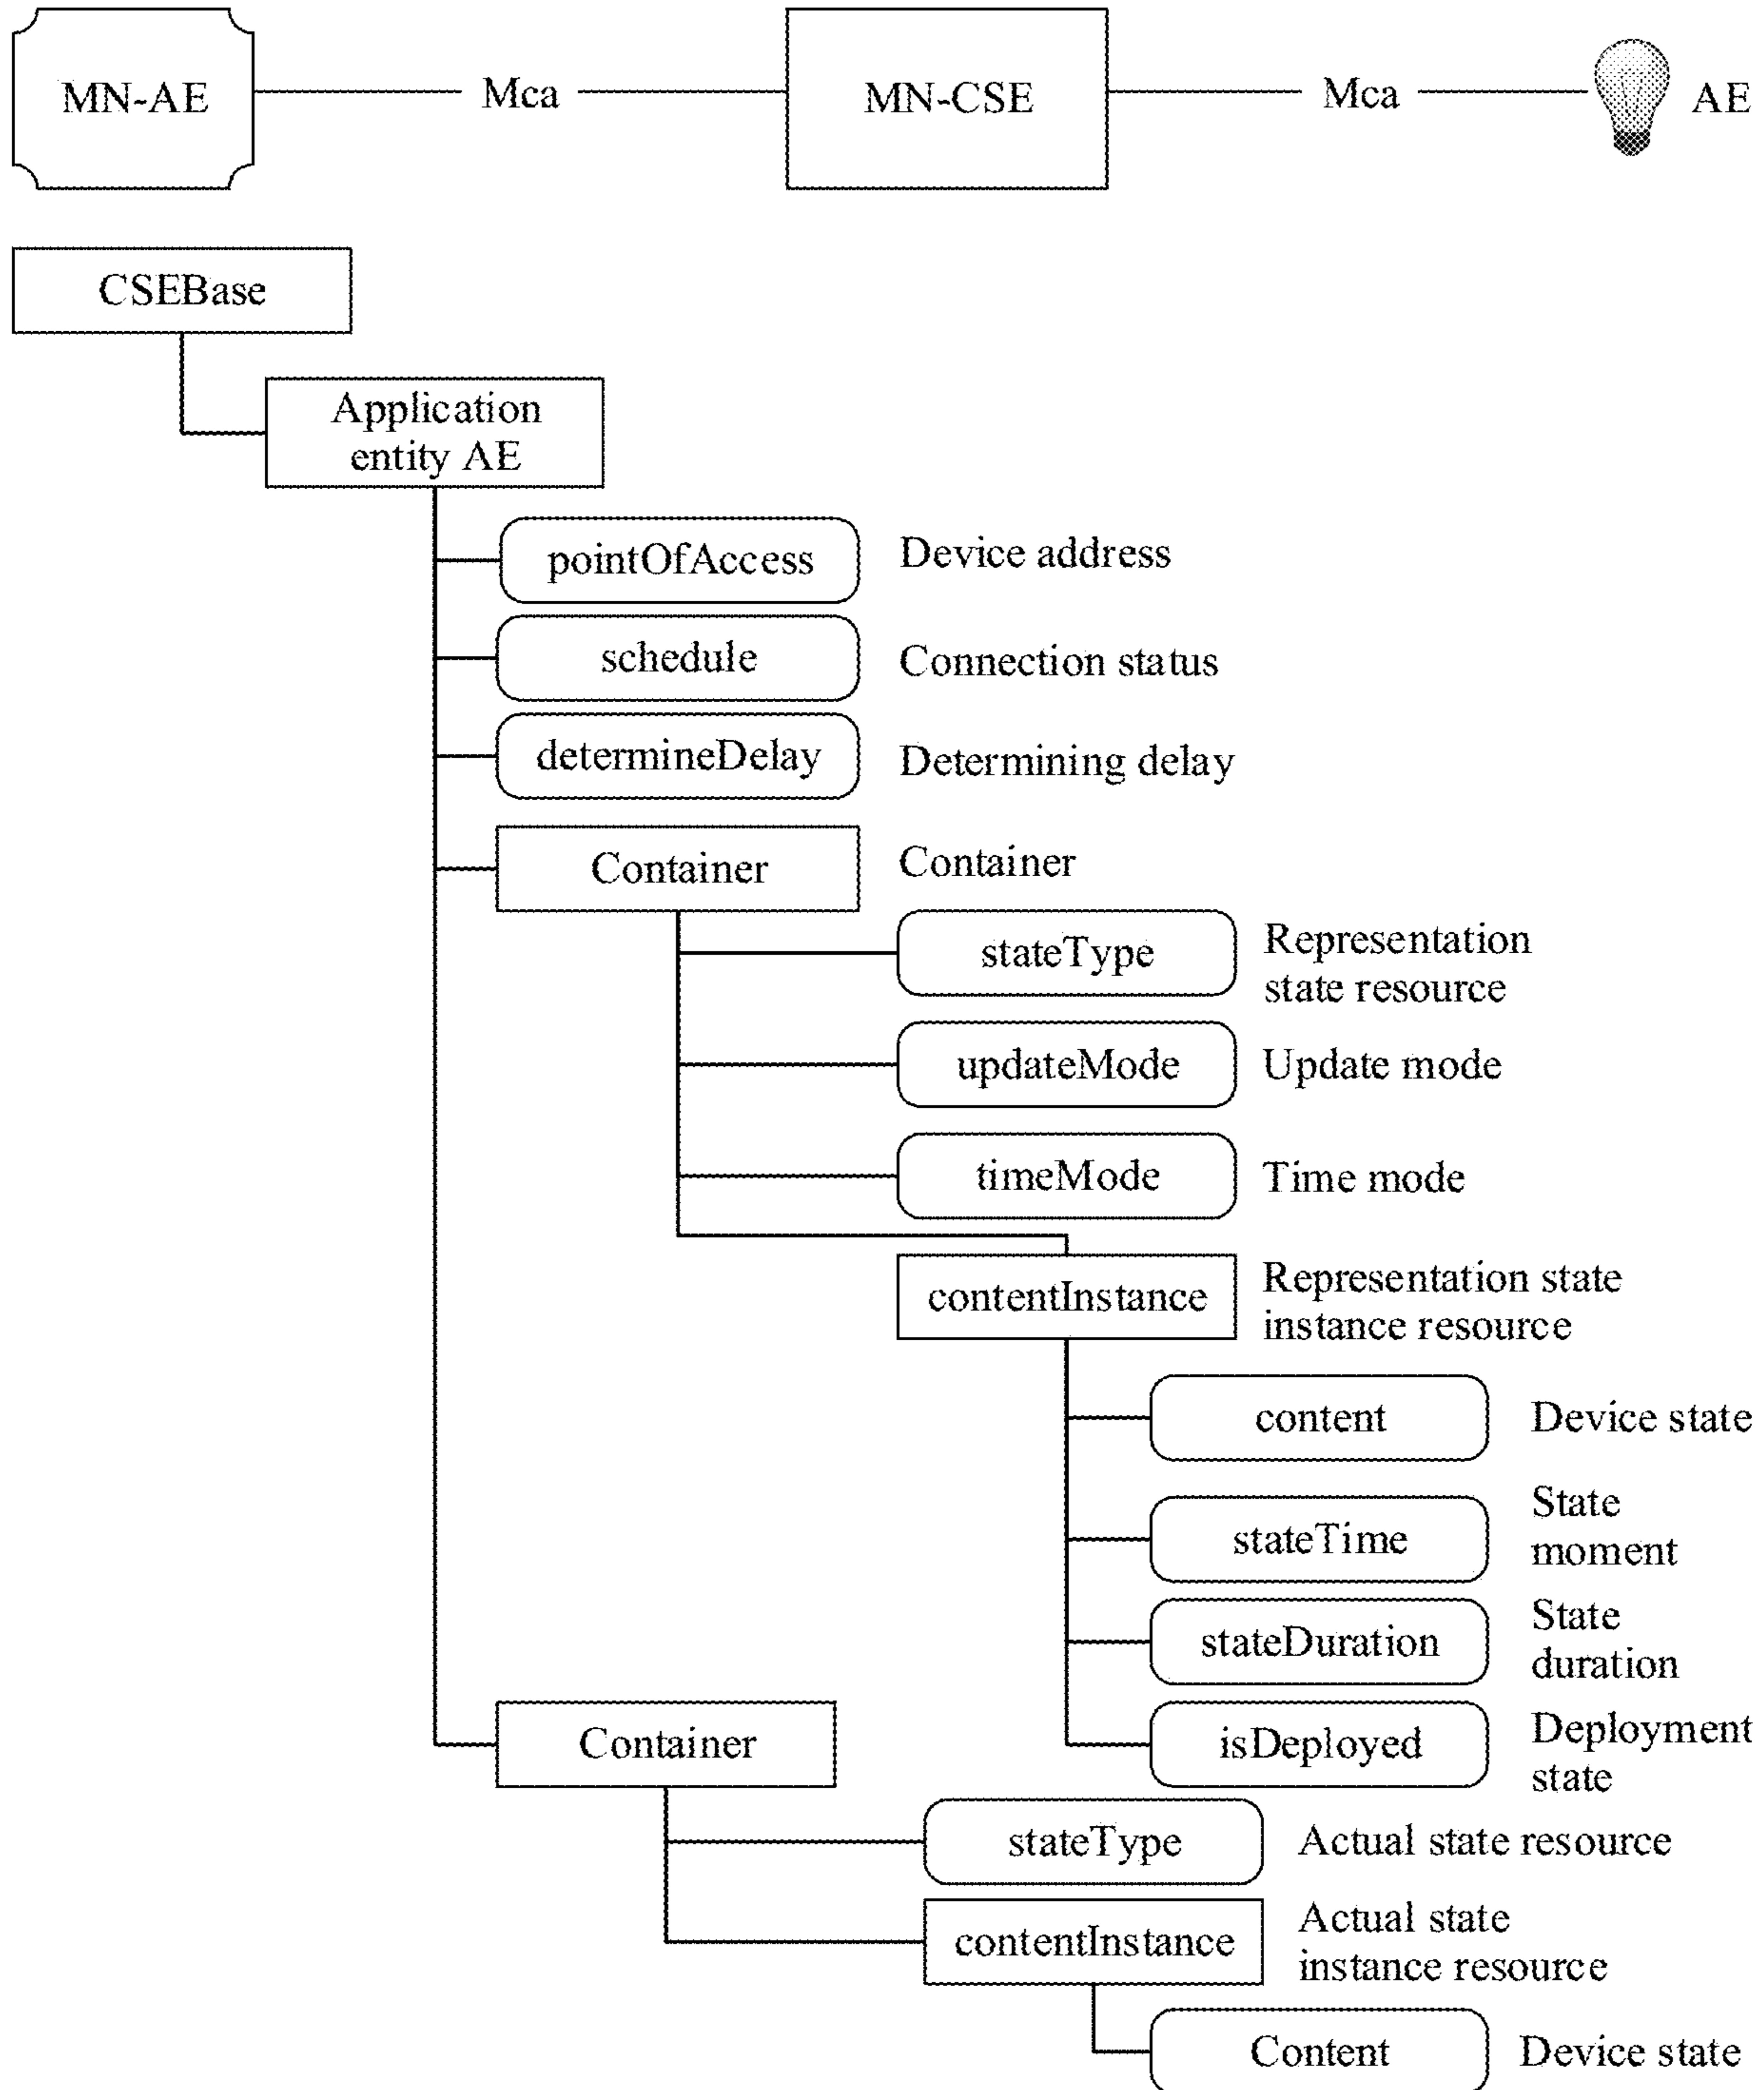 MN-AE
Mca
MN-CSE
Mca
AE
CSEBase
Application
entity AE
pointOfAccess
Device address
schedule
Connection status
determineDelay
Determining delay
Container
Container
stateType
Representation
state resource
updateMode
Update mode
timeMode
Time mode
contentInstance
Representation state
instance resource
content
Device state
stateTime
State
moment
stateDuration
State
duration
isDeployed
Deployment
state
Container
stateType
Actual state resource
contentInstance
Actual state
instance resource
Content
Device state